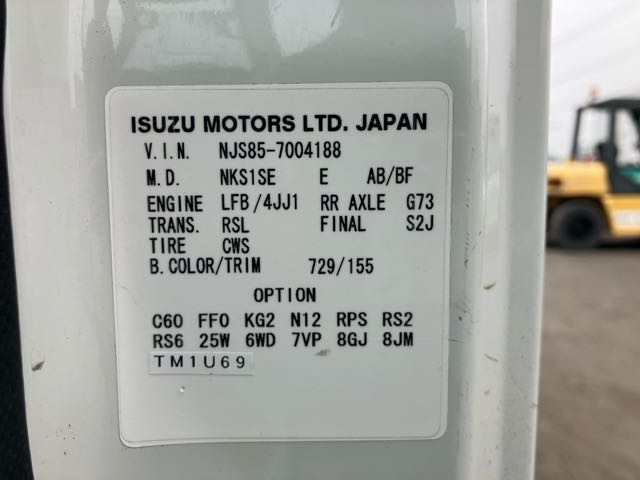 ISUZU MOTORS LTD. JAPAN
V.I.N. NJS85-7004188
M.D. NKS1SE E AB/BF
ENGINE LFB/4JJ1 RR AXLE G73
TRANS. RSL FINAL S2J
TIRE CWS
B.COLOR/TRIM 729/155
OPTION
C60 FF0 KG2 N12 RPS RS2
RS6 25W 6WD 7VP 8GJ 8JM
TM1U69